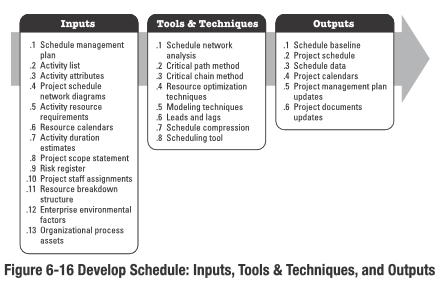 Inputs
.1 Schedule management
plan
.2 Activity list
.3 Activity attributes
.4 Project schedule
network diagrams
.5 Activity resource
requirements
.6 Resource calendars
.7 Activity duration
estimates
.8 Project scope statement
.9 Risk register
.10 Project staff assignments
.11 Resource breakdown
structure
.12 Enterprise environmental
factors
.13 Organizational process
assets
Tools & Techniques
.1 Schedule network
analysis
.2 Critical path method
.3 Critical chain method
.4 Resource optimization
techniques
.5 Modeling techniques
.6 Leads and lags
.7 Schedule compression
.8 Scheduling tool
Outputs
.1 Schedule baseline
.2 Project schedule
.3 Schedule data
.4 Project calendars
.5 Project management plan
updates
.6 Project documents
updates
Figure 6-16 Develop Schedule: Inputs, Tools & Techniques, and Outputs